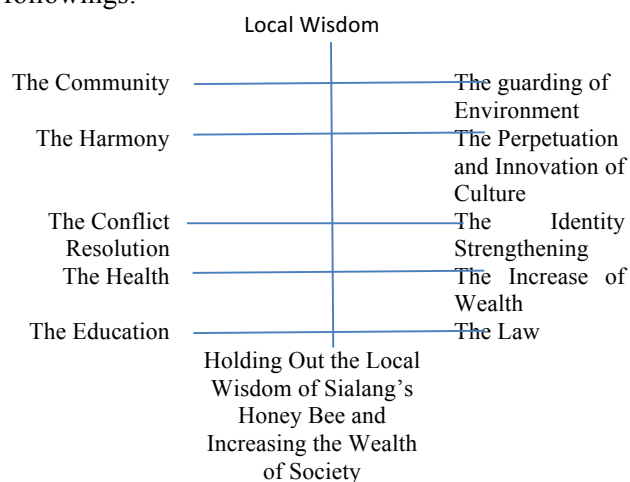 followings:
Local Wisdom
The Community
The guarding of
Environment
The Harmony
The Perpetuation
and Innovation of
Culture
The Conflict
Resolution
The Identity
Strengthening
The Health
The Increase of
Wealth
The Education
The Law
Holding Out the Local
Wisdom of Sialang's
Honey Bee and
Increasing the Wealth
of Society